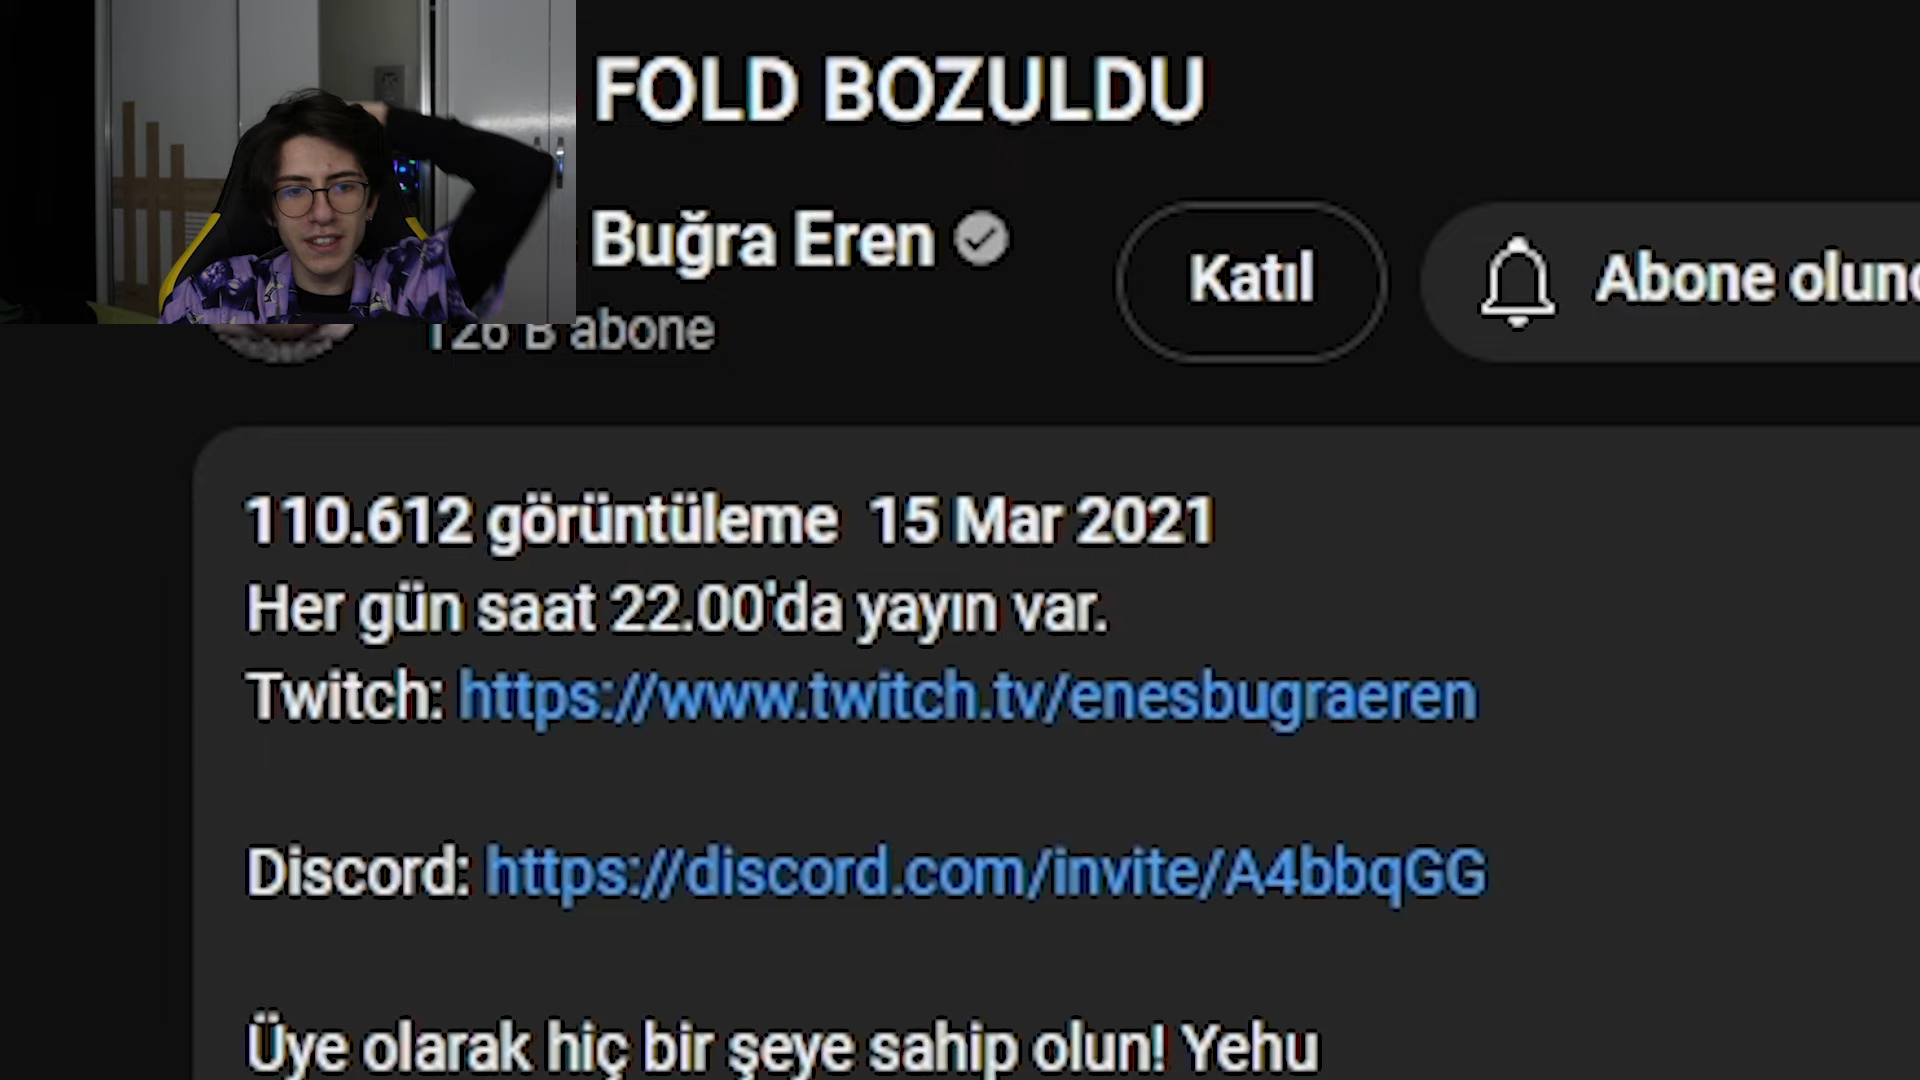 FOLD BOZULDU
Buğra Eren
126 B abone
Katıl
Abone
110.612 görüntüleme 15 Mar 2021
Her gün saat 22.00'da yayın var.
Twitch: https://www.twitch.tv/enesbugraeren
Discord: https://discord.com/invite/A4bbqGG
Üye olarak hiç bir şeye sahip olun! Yehu